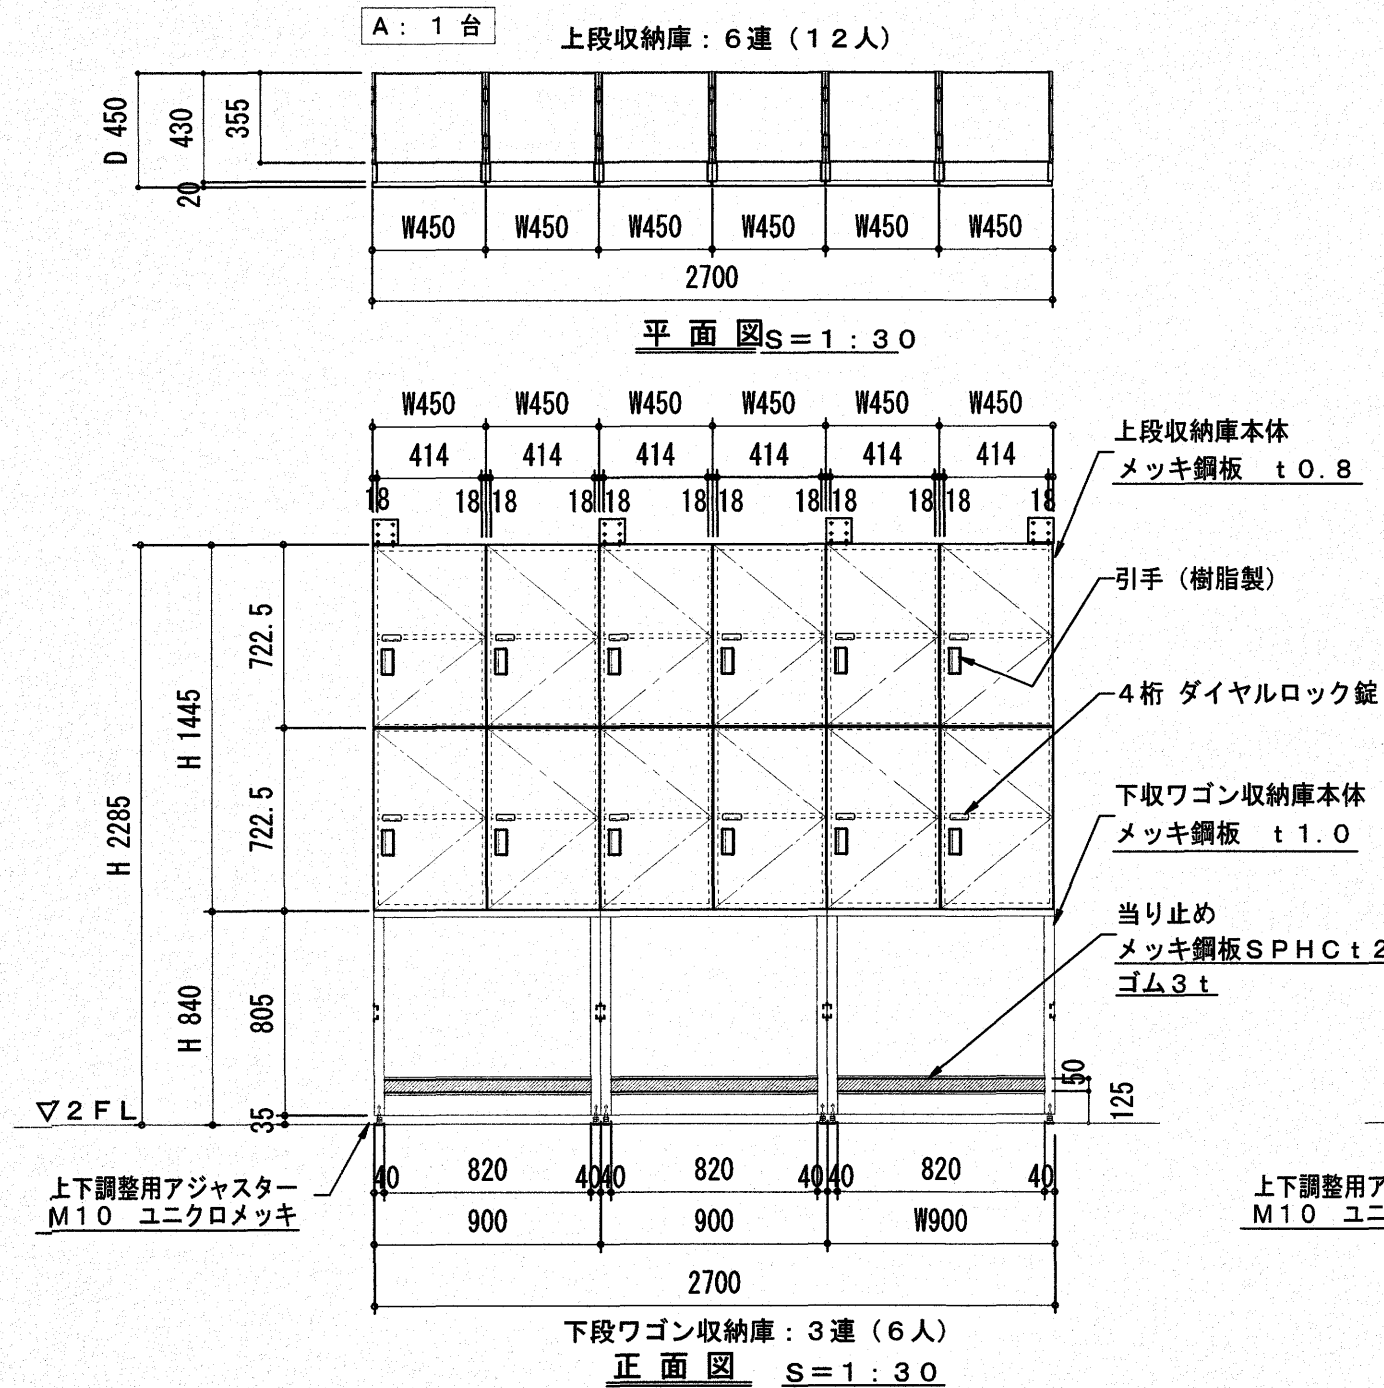 A：1台
上段収納庫：6連（12人）
D 450
430
355
20
W450 W450 W450 W450 W450 W450
2700
平面図 S＝1：30
W450 W450 W450 W450 W450 W450
414 414 414 414 414 414
18 18 18 18 18 18 18 18 18 18 18 18
上段収納庫本体
メッキ鋼板 t0.8
引手（樹脂製）
4桁 ダイヤルロック錠
下収ワゴン収納庫本体
メッキ鋼板 t1.0
当り止め
メッキ鋼板SPHCt2
ゴム3t
H 2285
H 1445
722.5
722.5
H 840
805
35
50
125
▽2FL
上下調整用アジャスター
M10 ユニクロメッキ
40 820 40 40 820 40 40 820 40
900 900 W900
2700
下段ワゴン収納庫：3連（6人）
正面図 S＝1：30
上下調整用ア
M10 ユニ